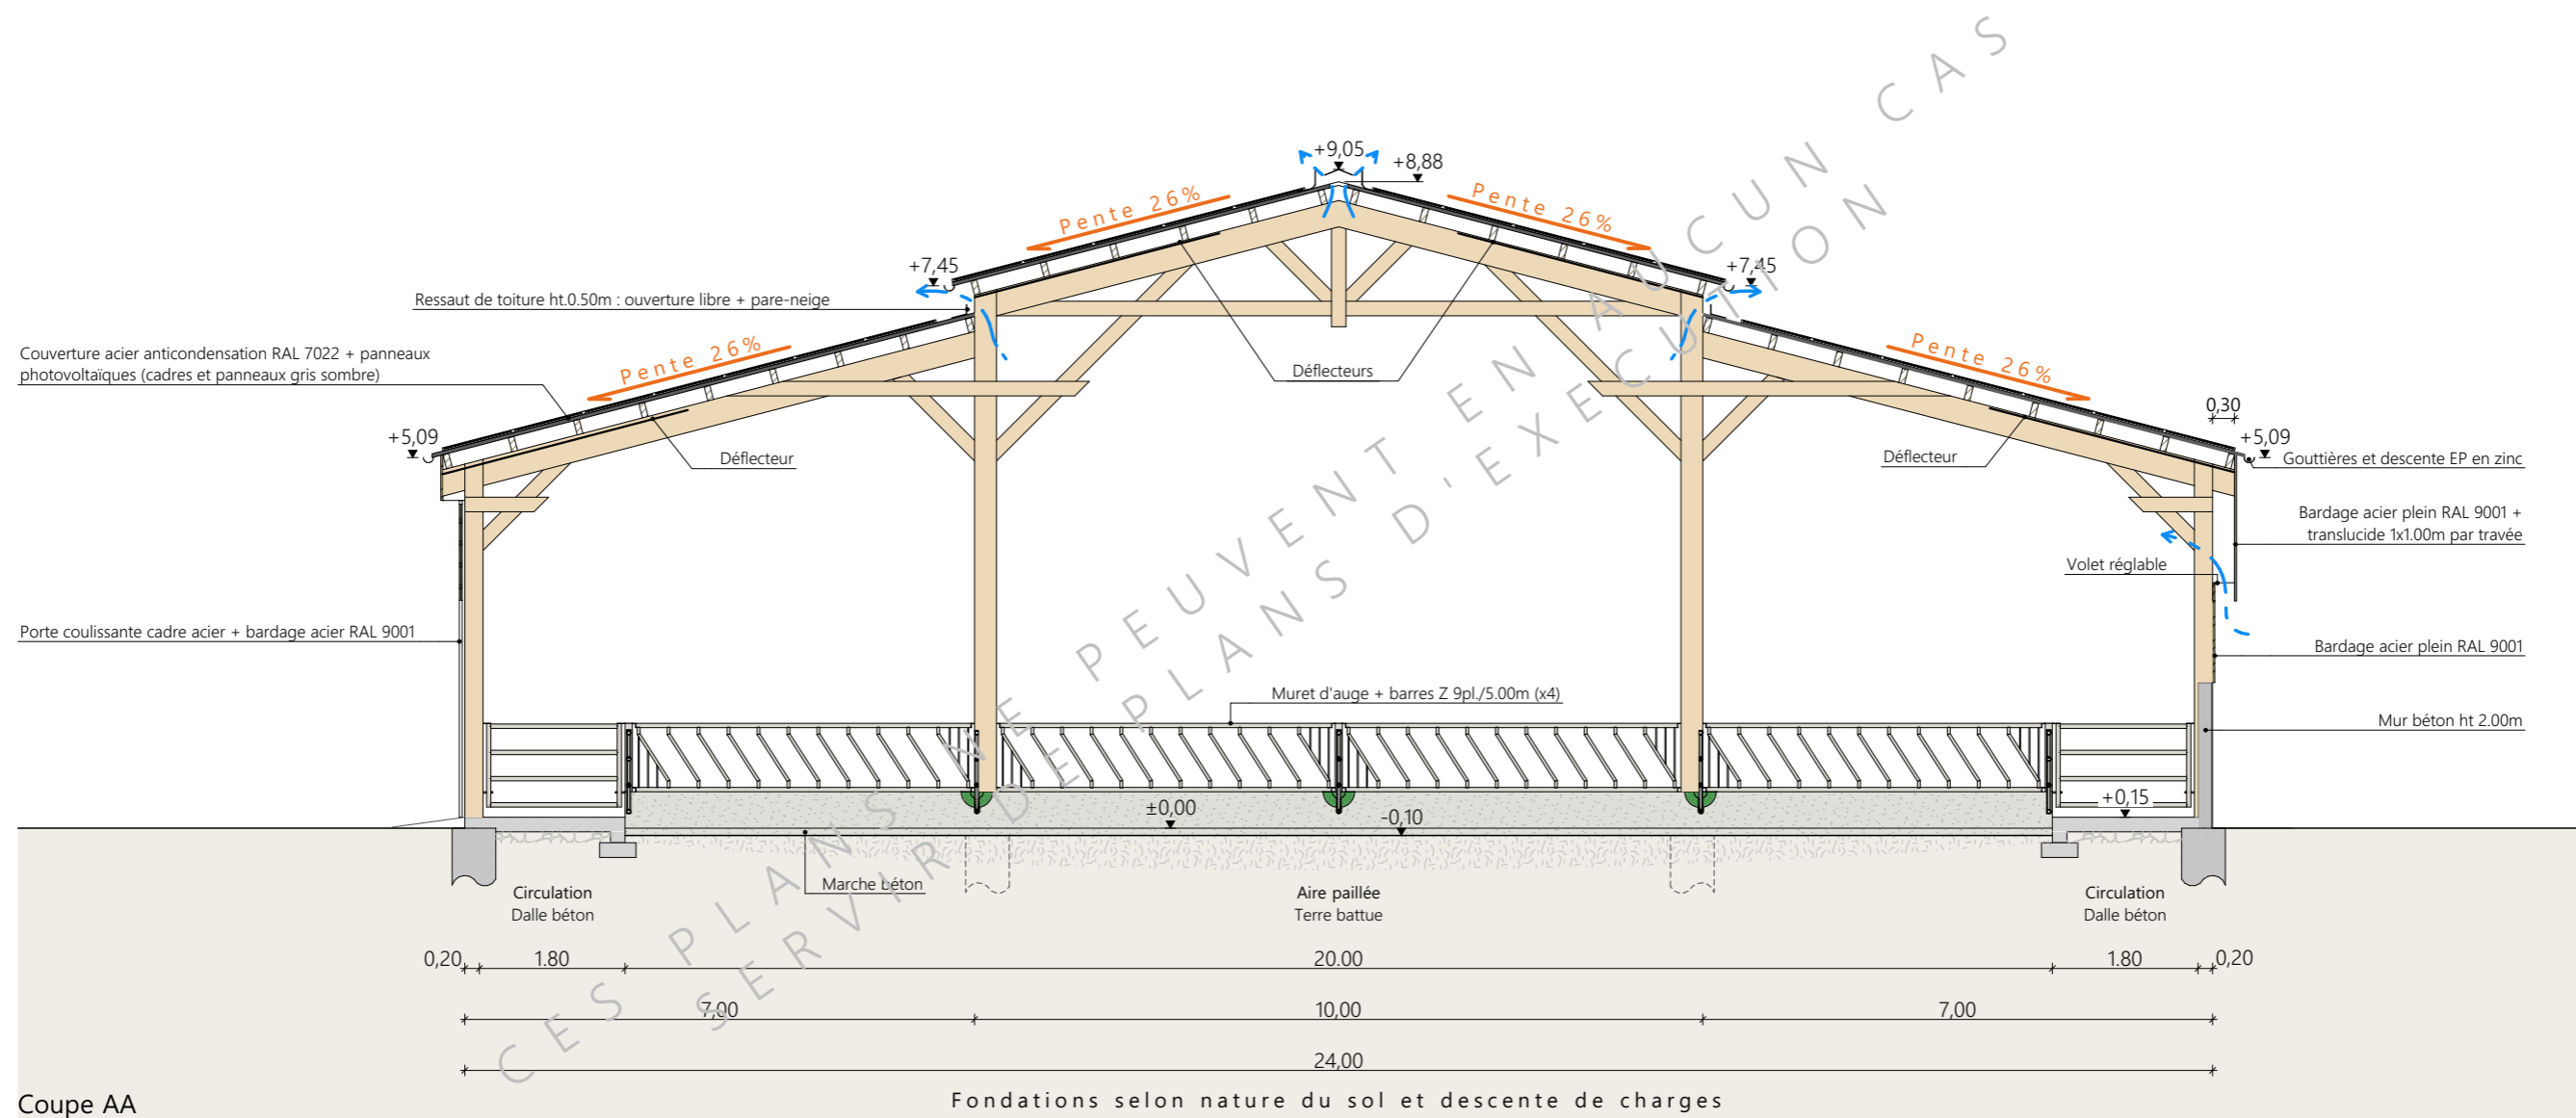 +9,05
+8,88
Pente 26%
Pente 26%
+7,45
+7,45
Ressaut de toiture ht.0.50m : ouverture libre + pare-neige
Couverture acier anticondensation RAL 7022 + panneaux
photovoltaïques (cadres et panneaux gris sombre)
Pente 26%
Pente 26%
Déflecteurs
0,30
+5,09
+5,09
Déflecteur
Déflecteur
Gouttières et descente EP en zinc
Bardage acier plein RAL 9001 +
translucide 1x1.00m par travée
Volet réglable
Porte coulissante cadre acier + bardage acier RAL 9001
Bardage acier plein RAL 9001
Muret d'auge + barres Z 9pl./5.00m (x4)
Mur béton ht 2.00m
±0,00
-0,10
+0,15
Marche béton
Circulation
Dalle béton
Aire paillée
Terre battue
Circulation
Dalle béton
0,20
1.80
20.00
1.80
0,20
7,00
10,00
7,00
24,00
Coupe AA
Fondations selon nature du sol et descente de charges
CES PLANS NE PEUVENT EN AUCUN CAS
SERVIR DE PLANS D'EXECUTION